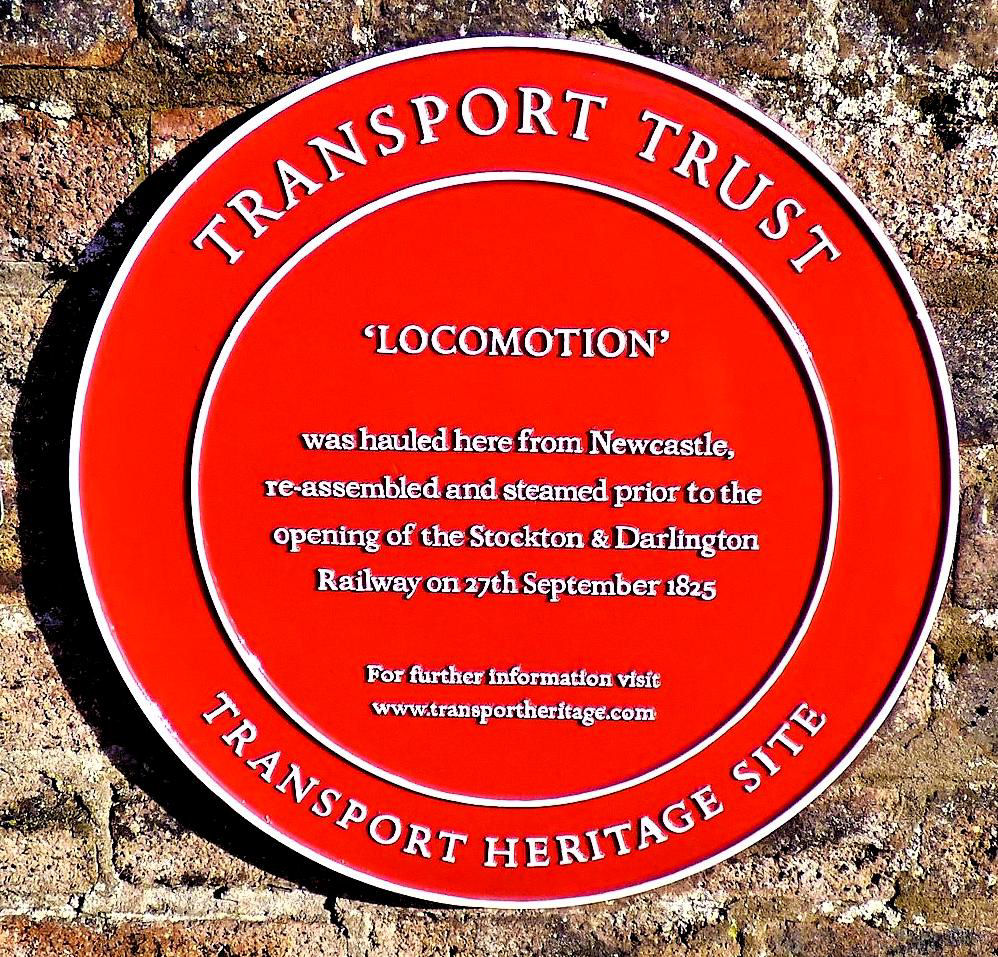 TRANSPORT TRUST
‘LOCOMOTION’
was hauled here from Newcastle,
re-assembled and steamed prior to the
opening of the Stockton & Darlington
Railway on 27th September 1825
For further information visit
www.transportheritage.com
TRANSPORT HERITAGE SITE